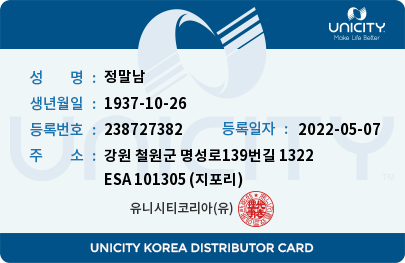 UNICITY
Make Life Better
성 명 : 정말남
생년월일 : 1937-10-26
등록번호 : 238727382 등록일자 : 2022-05-07
주 소 : 강원 철원군 명성로139번길 1322
ESA 101305 (지포리)
유니시티코리아(유)
UNICITY
UNICITY KOREA DISTRIBUTOR CARD